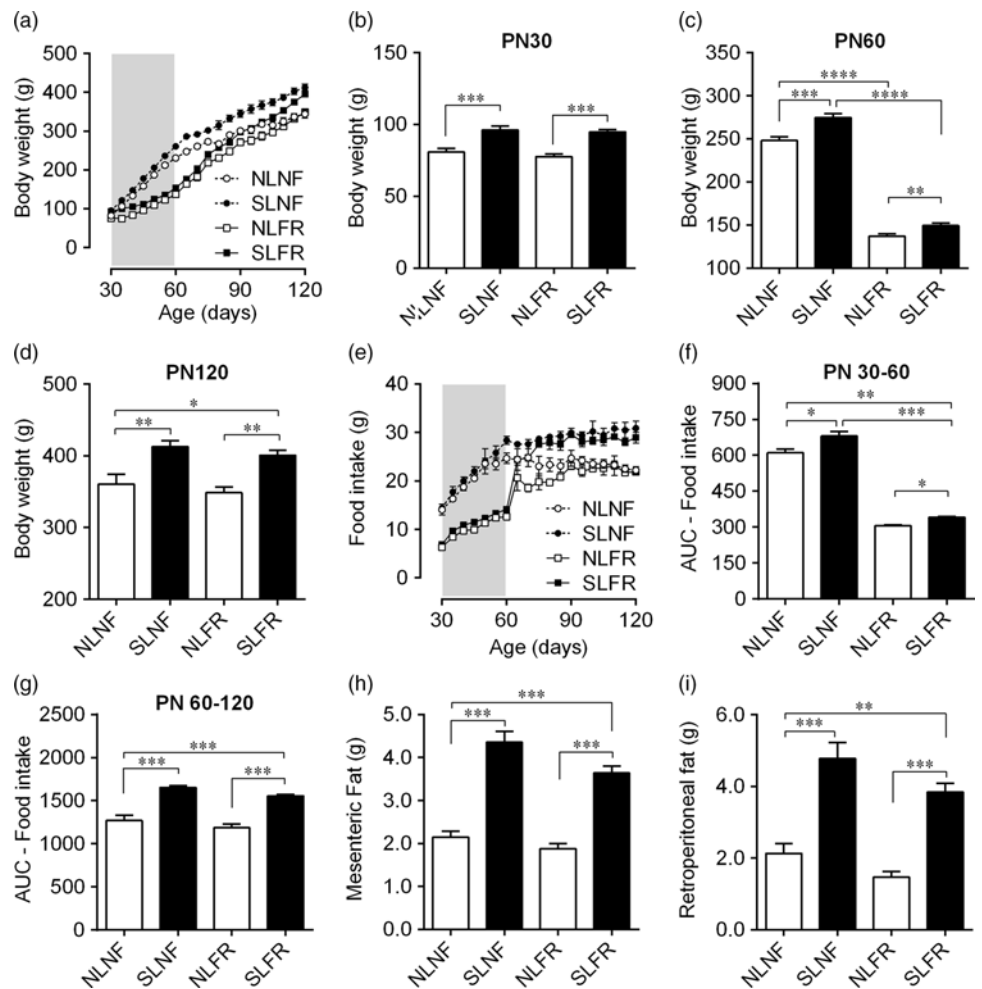 (a)
Body weight (g)
500
400
300
200
100
0
30 60 90 120
Age (days)
NLNF
SLNF
NLFR
SLFR
(b)
PN30
Body weight (g)
150
100
50
0
***
***
NLNF SLNF NLFR SLFR
(c)
PN60
Body weight (g)
300
250
200
150
100
****
***
****
**
NLNF SLNF NLFR SLFR
(d)
PN120
Body weight (g)
500
400
300
200
*
**
**
NLNF SLNF NLFR SLFR
(e)
Food intake (g)
40
30
20
10
0
30 60 90 120
Age (days)
NLNF
SLNF
NLFR
SLFR
(f)
PN 30-60
AUC - Food intake
900
750
600
450
300
150
0
**
*
***
*
NLNF SLNF NLFR SLFR
(g)
PN 60-120
AUC - Food intake
2500
2000
1500
1000
500
0
***
***
***
NLNF SLNF NLFR SLFR
(h)
Mesenteric Fat (g)
5.0
4.0
3.0
2.0
1.0
0.0
***
***
***
NLNF SLNF NLFR SLFR
(i)
Retroperitoneal fat (g)
6.0
4.0
2.0
0.0
**
***
***
NLNF SLNF NLFR SLFR